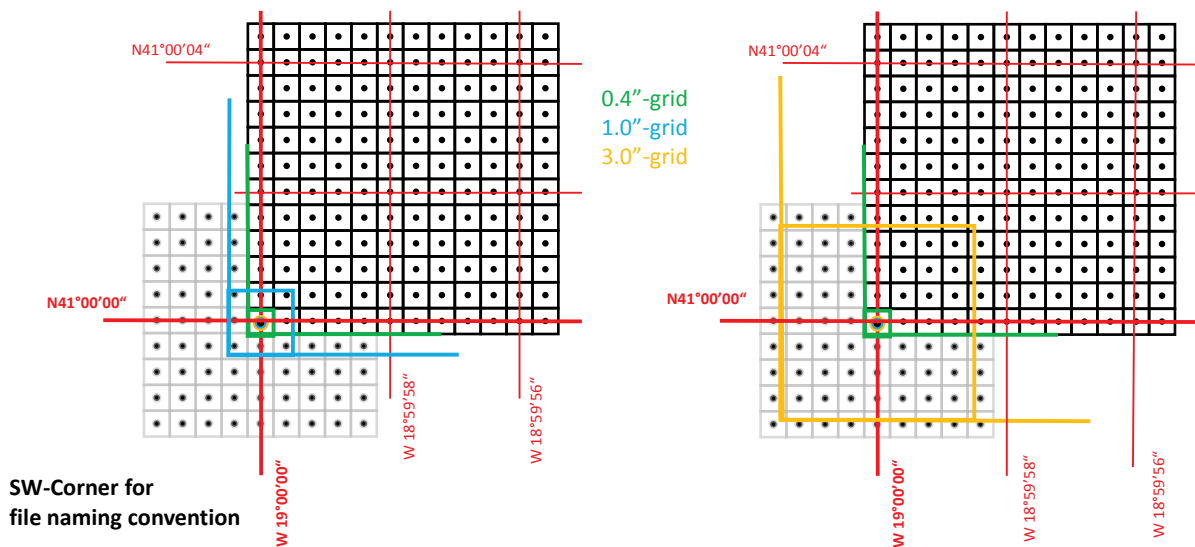 N41°00’04“
N41°00’04“
0.4”-grid
1.0”-grid
3.0”-grid
N41°00’00“
N41°00’00“
W 18°59’58“
W 18°59’56“
W 19°00’00“
W 18°59’58“
W 18°59’56“
W 19°00’00“
SW-Corner for
file naming convention